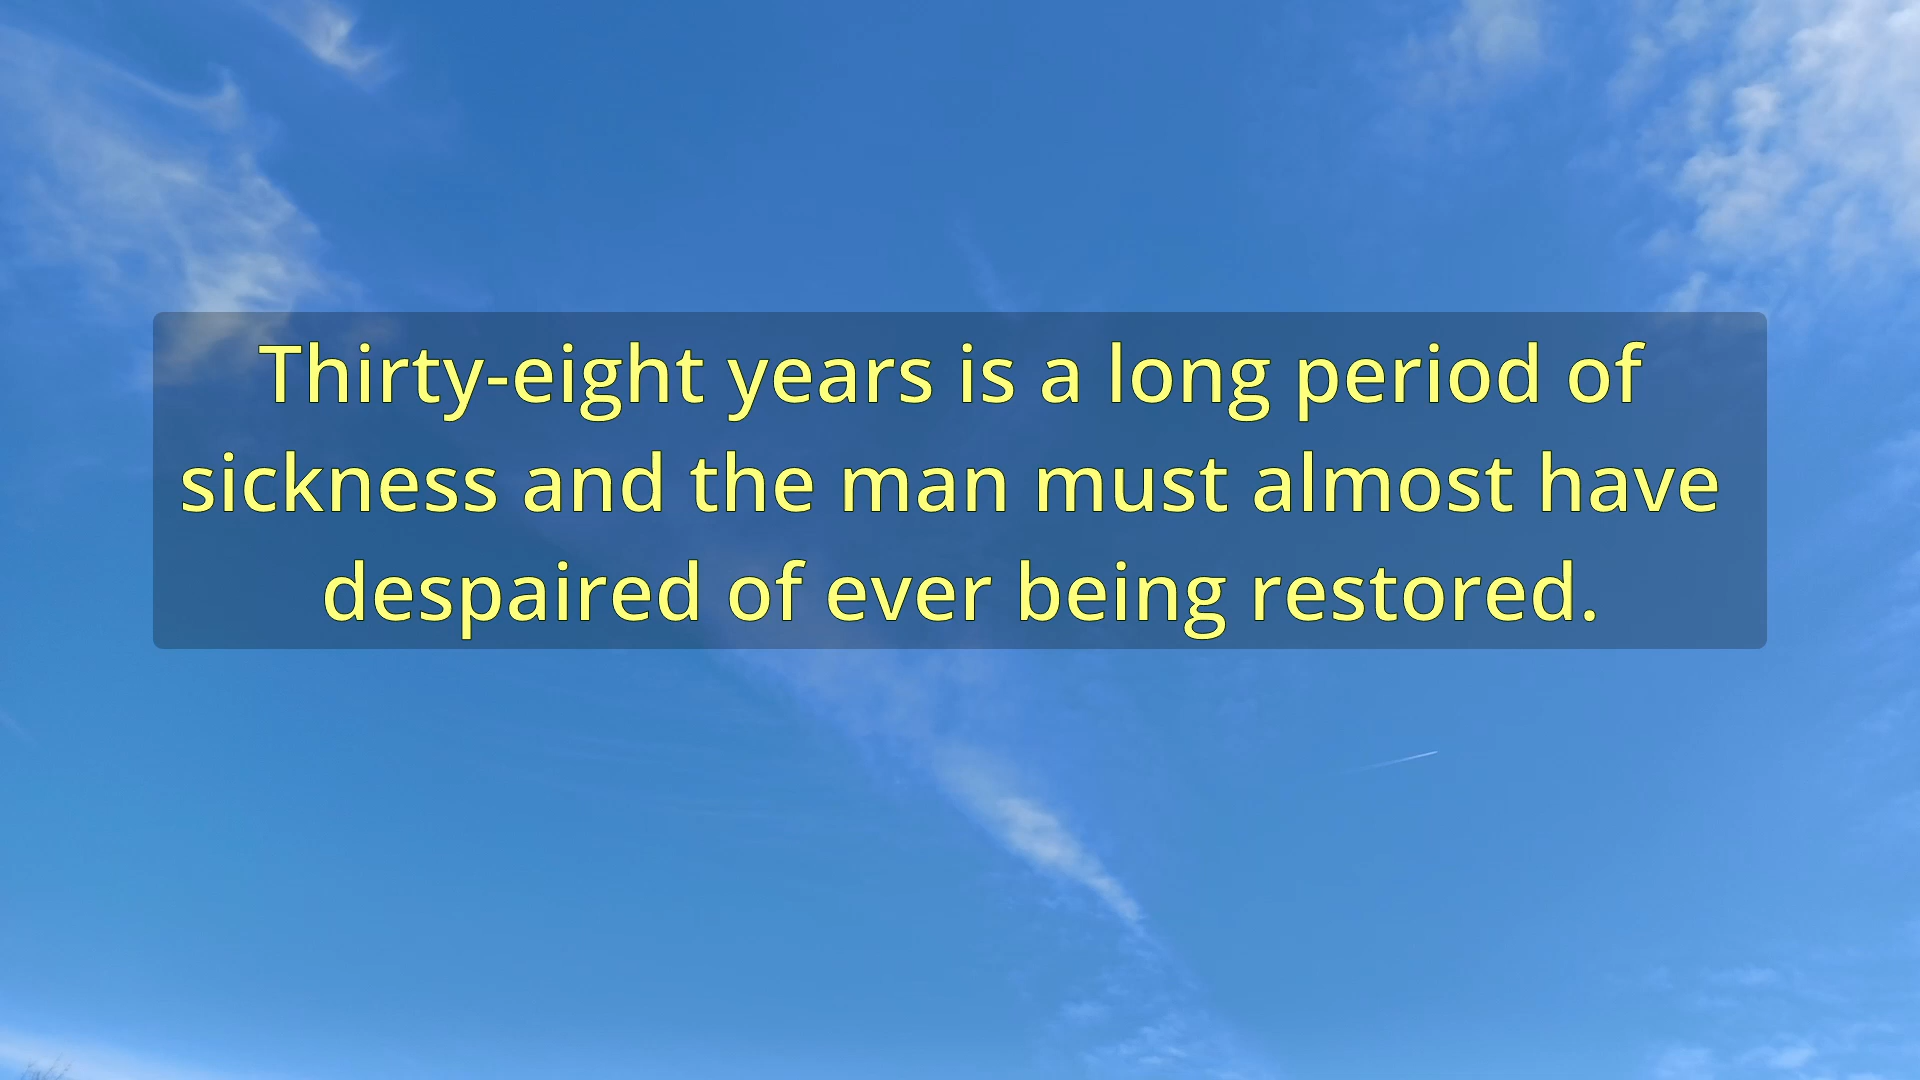 Thirty-eight years is a long period of
sickness and the man must almost have
despaired of ever being restored.